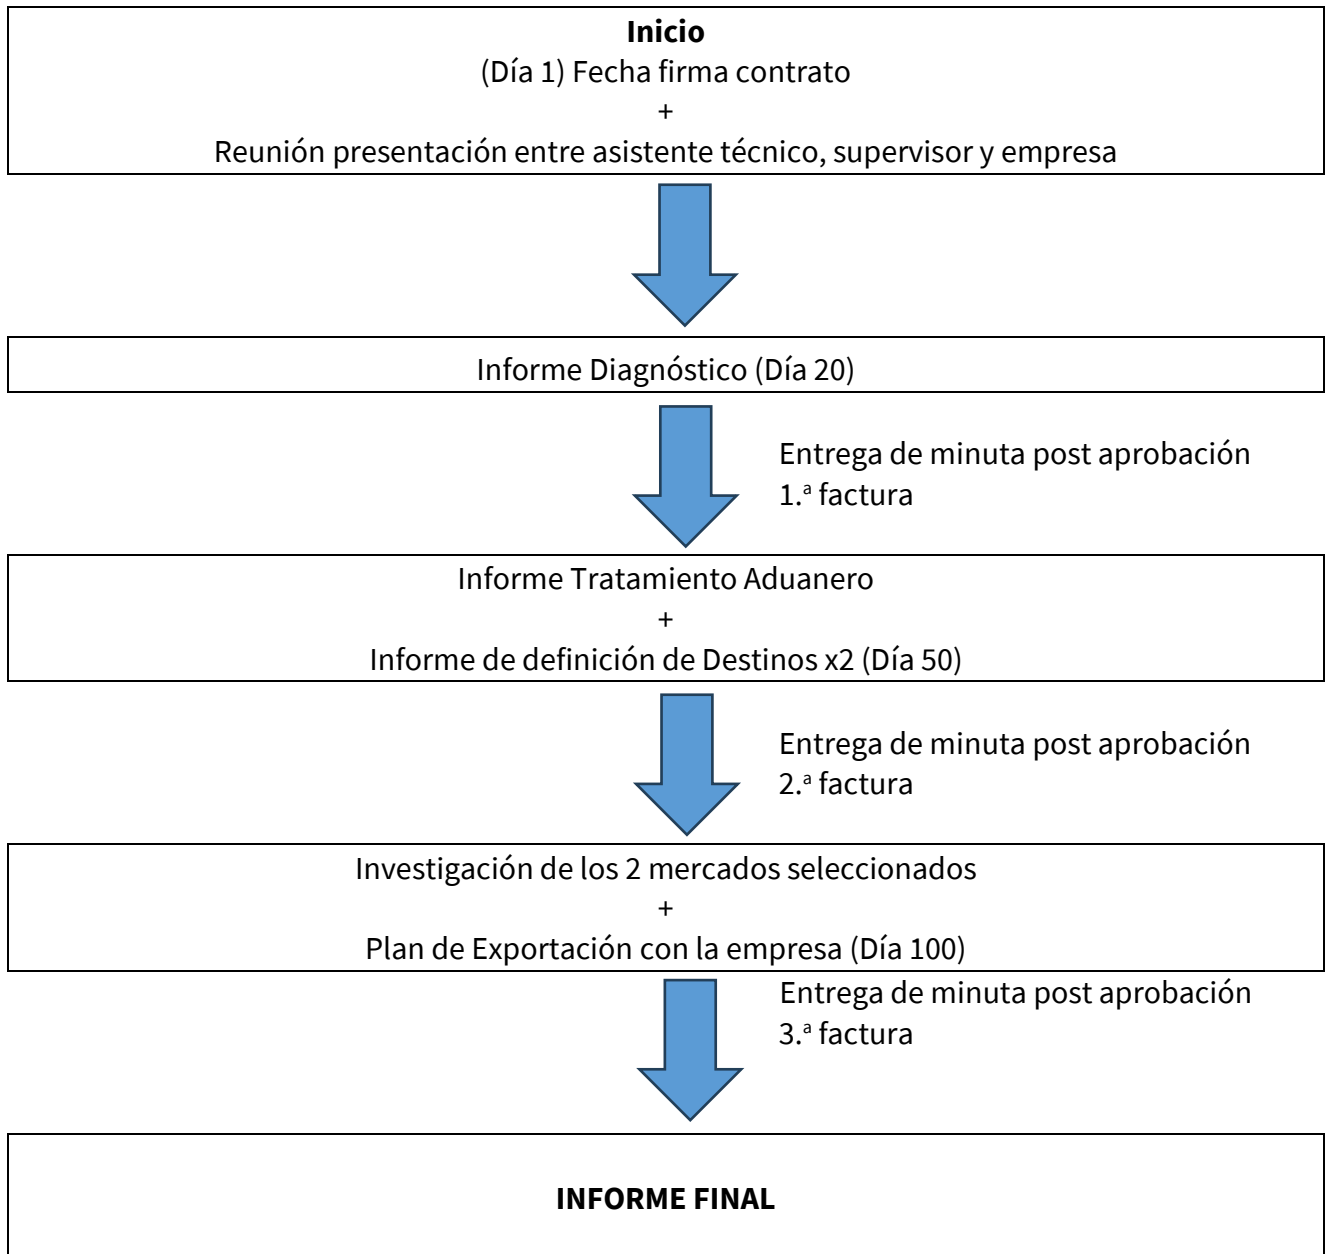 Inicio
(Día 1) Fecha firma contrato
+
Reunión presentación entre asistente técnico, supervisor y empresa
Informe Diagnóstico (Día 20)
Entrega de minuta post aprobación
1.ª factura
Informe Tratamiento Aduanero
+
Informe de definición de Destinos x2 (Día 50)
Entrega de minuta post aprobación
2.ª factura
Investigación de los 2 mercados seleccionados
+
Plan de Exportación con la empresa (Día 100)
Entrega de minuta post aprobación
3.ª factura
INFORME FINAL